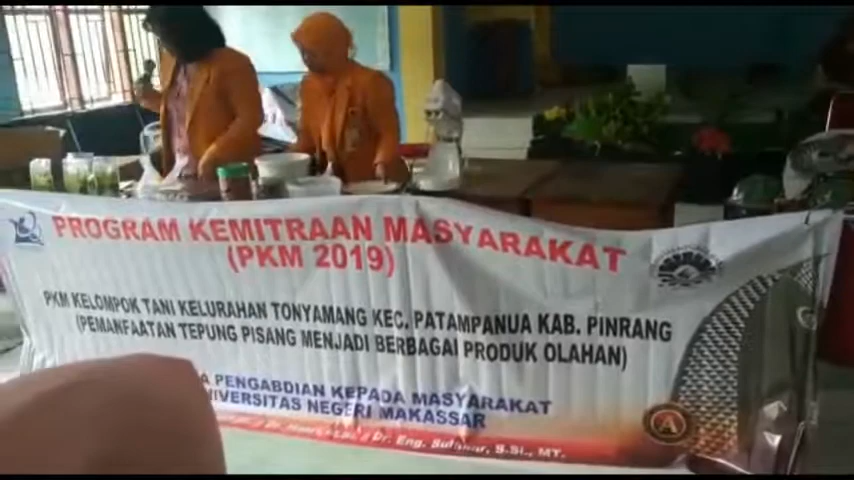 PROGRAM KEMITRAAN MASYARAKAT
(PKM 2019)
PKM KELOMPOK TANI KELURAHAN TONYAMANG KEC. PATAMPANUA KAB. PINRANG
(PEMANFAATAN TEPUNG PISANG MENJADI BERBAGAI PRODUK OLAHAN)
PENGABDIAN KEPADA MASYARAKAT
UNIVERSITAS NEGERI MAKASSAR
Dr. Eng. S.Si., MT.
A